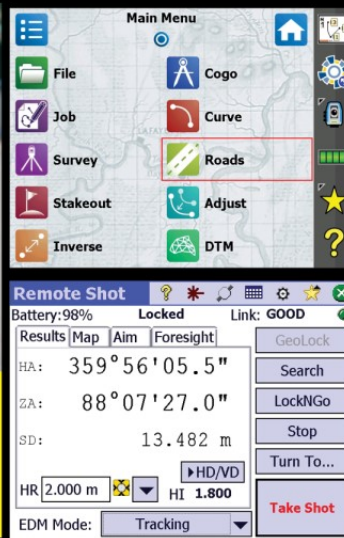 Main Menu
File
Cogo
Job
Curve
Survey
Roads
Stakeout
Adjust
Inverse
DTM
Remote Shot
Battery:98% Locked Link: GOOD
Results Map Aim Foresight
GeoLock
HA: 359°56'05.5"
Search
ZA: 88°07'27.0"
LockNGo
SD: 13.482 m
Stop
HD/VD
Turn To...
HR 2.000 m HI 1.800
Take Shot
EDM Mode: Tracking